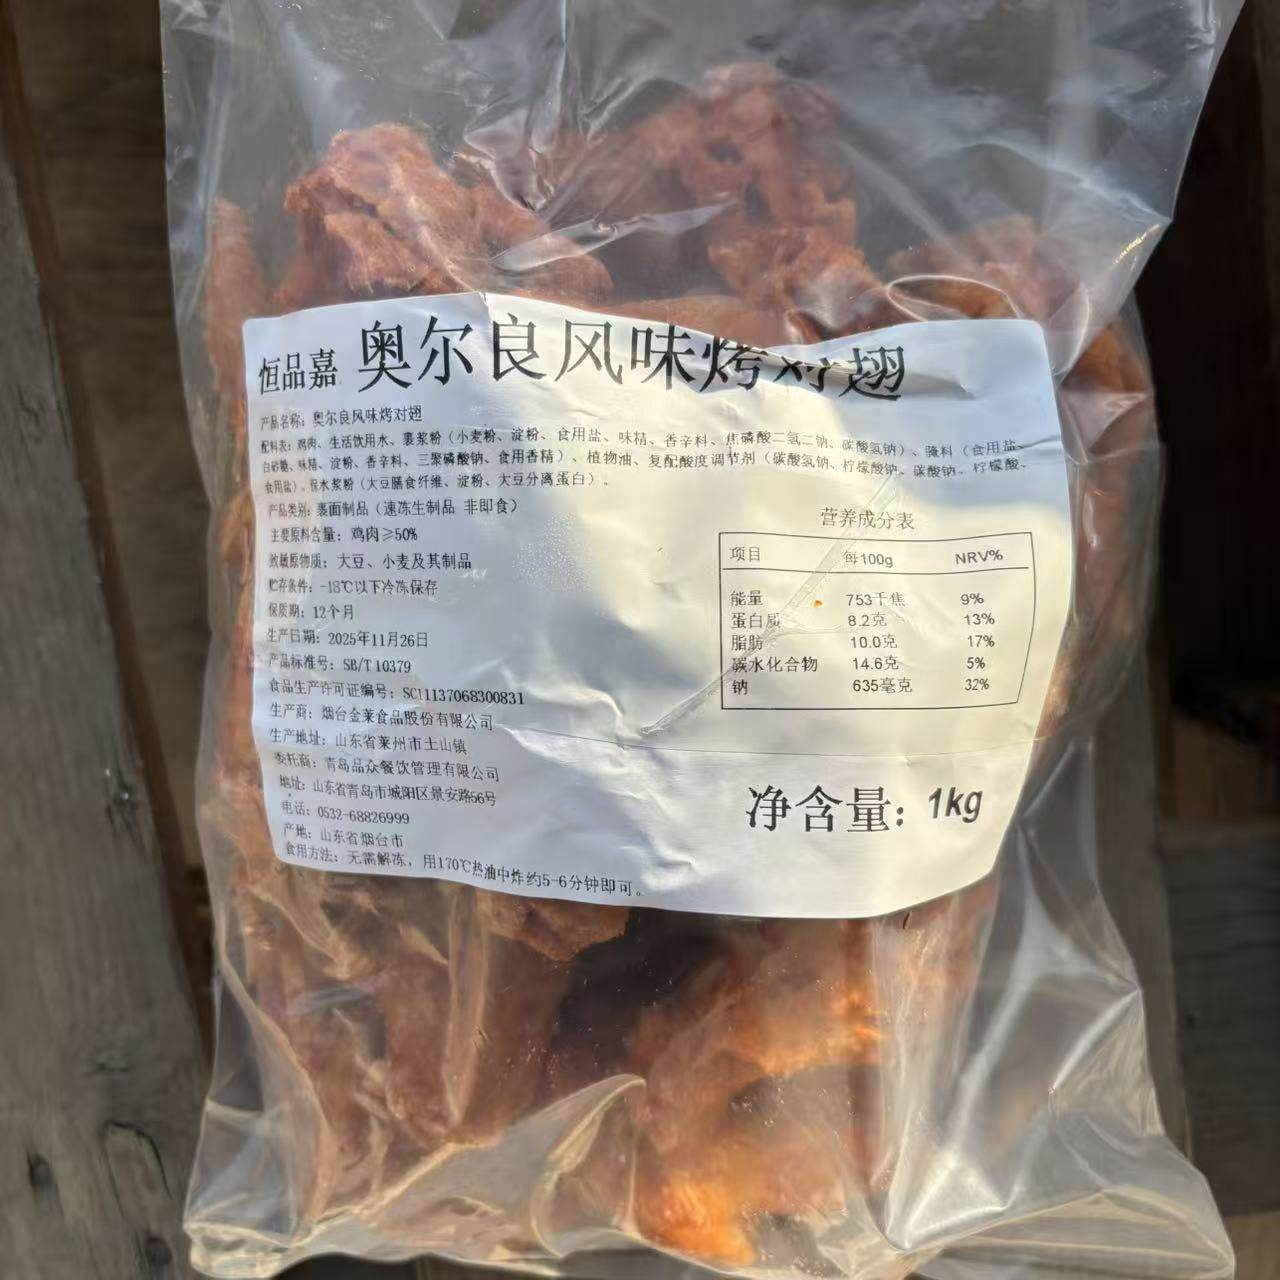 恒品嘉 奥尔良风味烤对翅
产品名称：奥尔良风味烤对翅
配料表：鸡肉、生活饮用水、裹浆粉（小麦粉、淀粉、食用盐、味精、香辛料、焦磷酸二氢二钠、碳酸氢钠）、腌料（食用盐、
白砂糖、味精、淀粉、香辛料、三聚磷酸钠、食用香精）、植物油、复配酸度调节剂（碳酸氢钠、柠檬酸钠、碳酸钠、柠檬酸、
食用盐）、保水浆粉（大豆膳食纤维、淀粉、大豆分离蛋白）。
产品类别：裹面制品（速冻生制品 非即食）
主要原料含量：鸡肉≥50%
致敏原物质：大豆、小麦及其制品
贮存条件：-18℃以下冷冻保存
保质期：12个月
生产日期：2025年11月26日
产品标准号：SB/T 10379
食品生产许可证编号：SC11137068300831
生产商：烟台金莱食品股份有限公司
生产地址：山东省莱州市土山镇
委托商：青岛品众餐饮管理有限公司
地址：山东省青岛市城阳区景安路56号
电话：0532-68826999
产地：山东省烟台市
食用方法：无需解冻，用170℃热油中炸约5-6分钟即可。
营养成分表
项目 每100g NRV%
能量 753千焦 9%
蛋白质 8.2克 13%
脂肪 10.0克 17%
碳水化合物 14.6克 5%
钠 635毫克 32%
净含量：1kg